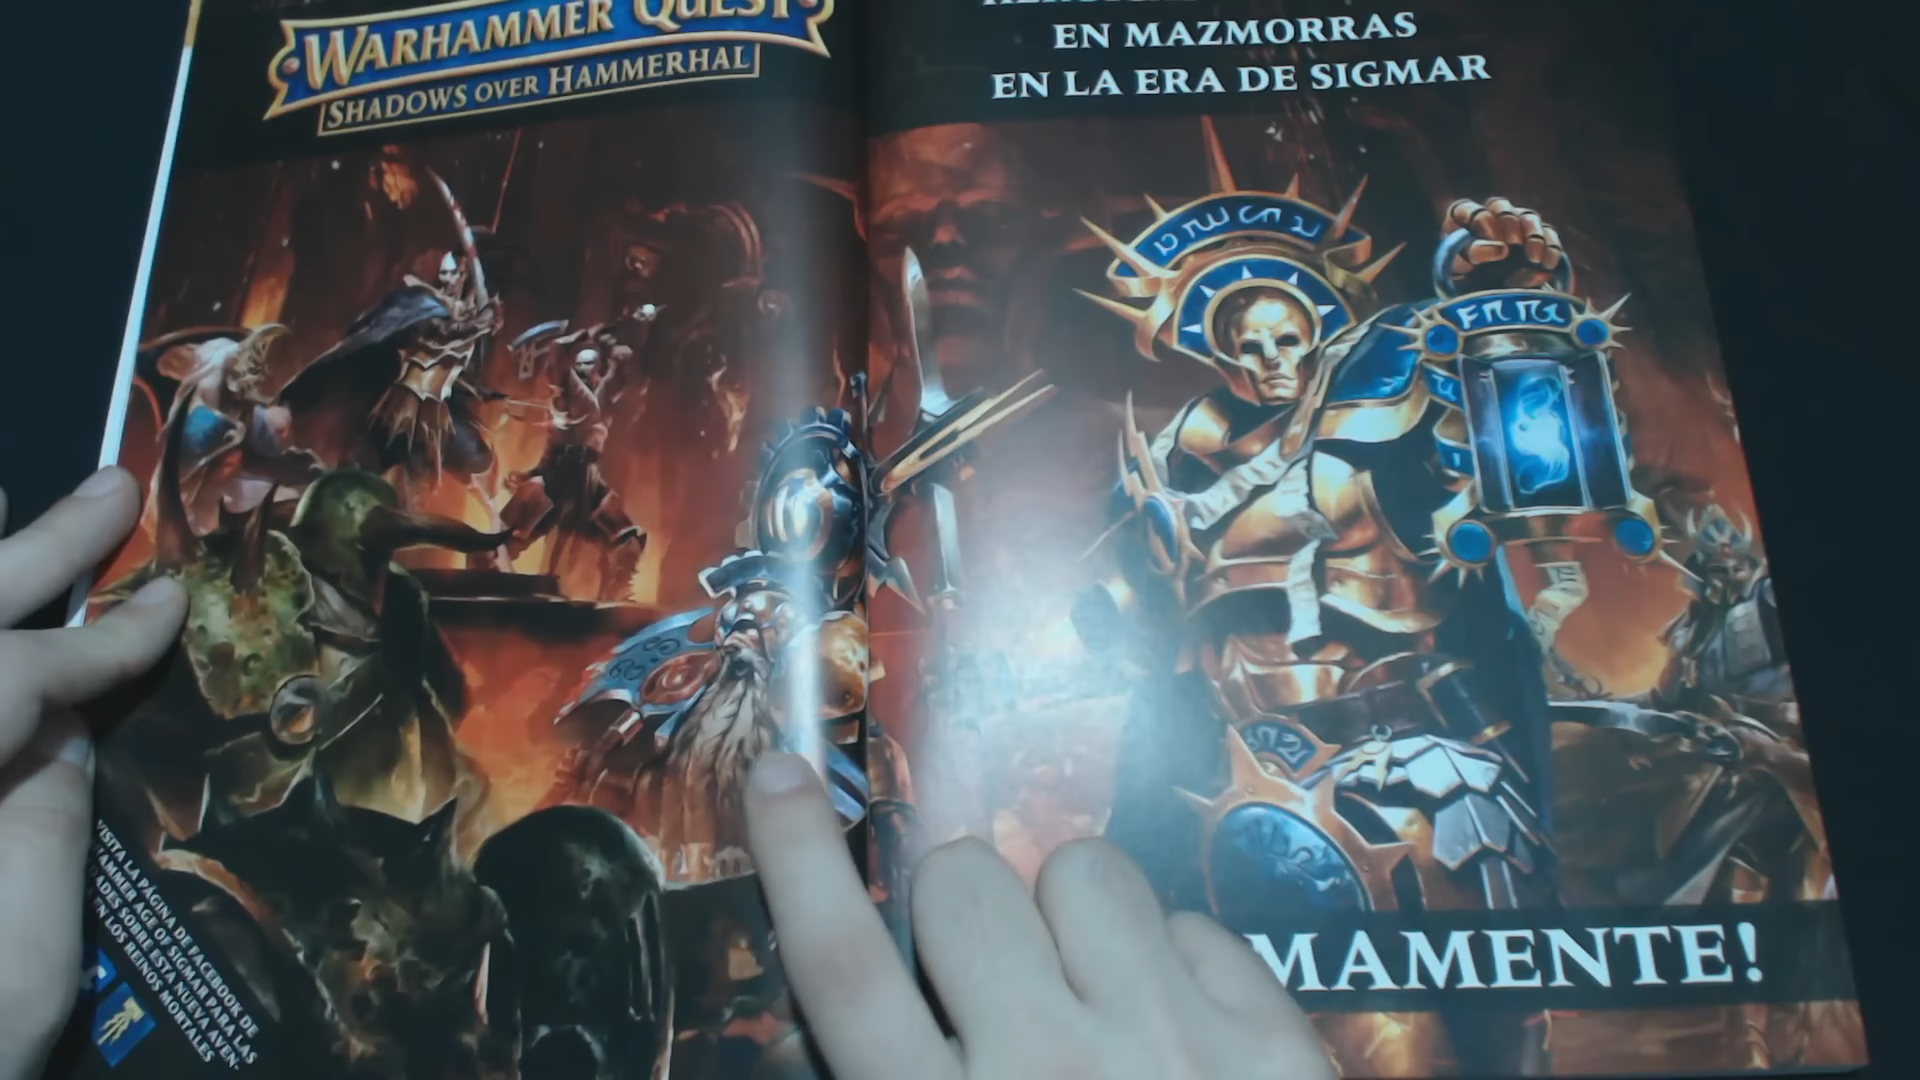 WARHAMMER QUEST
SHADOWS OVER HAMMERHAL
EN MAZMORRAS
EN LA ERA DE SIGMAR
MAMENTE!
VISITA LA PÁGINA DE FACEBOOK DE
HAMMER AGE OF SIGMAR PARA LAS
DADES SOBRE ESTA NUEVA AVEN-
EN LOS REINOS MORTALES